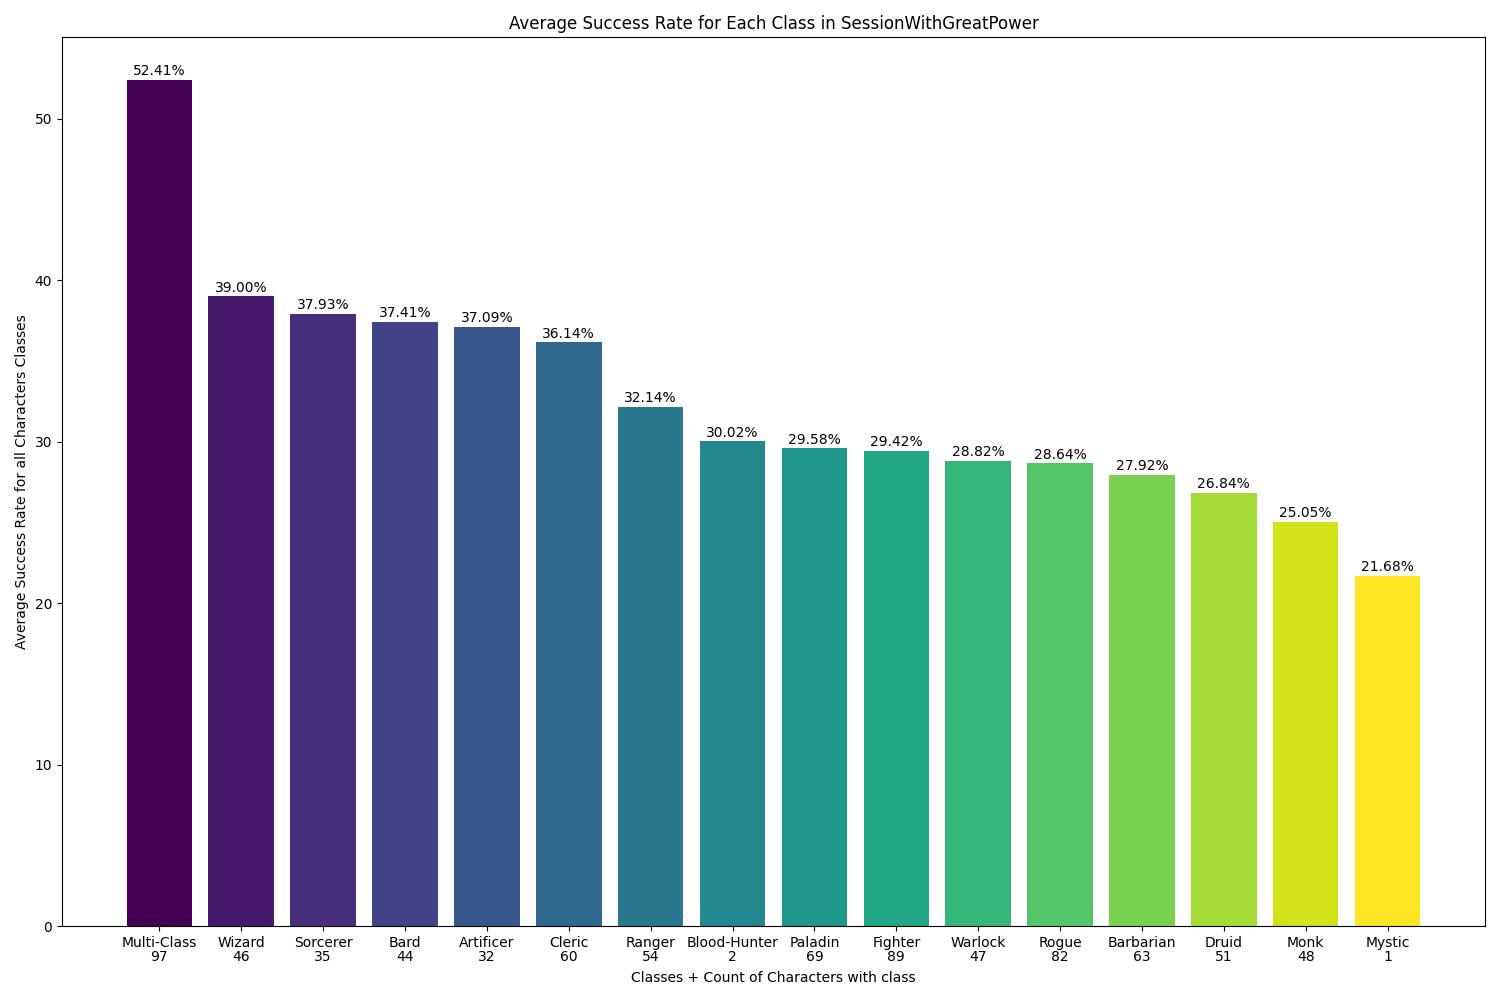 Average Success Rate for Each Class in SessionWithGreatPower
Average Success Rate for all Characters Classes
50
40
30
20
10
0
52.41%
39.00%
37.93%
37.41%
37.09%
36.14%
32.14%
30.02%
29.58%
29.42%
28.82%
28.64%
27.92%
26.84%
25.05%
21.68%
Multi-Class
97
Wizard
46
Sorcerer
35
Bard
44
Artificer
32
Cleric
60
Ranger
54
Blood-Hunter
2
Paladin
69
Fighter
89
Warlock
47
Rogue
82
Barbarian
63
Druid
51
Monk
48
Mystic
1
Classes + Count of Characters with class